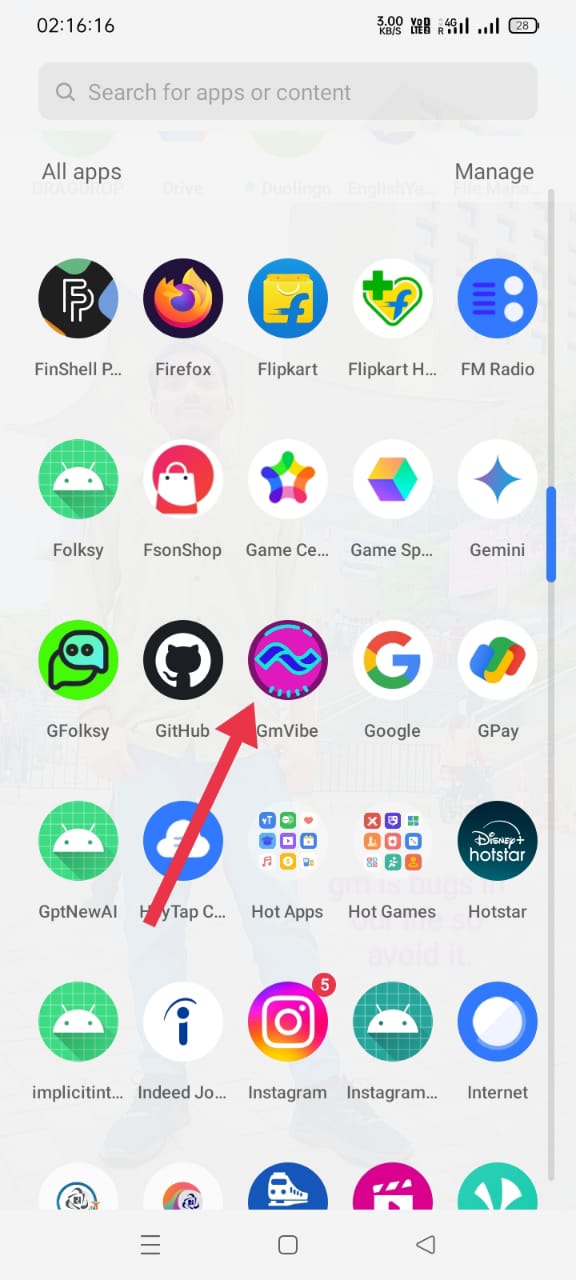 02:16:16
3.00 KB/S VoD LTE2 R 4G 28
Search for apps or content
All apps Manage
DRAGDROP Drive Duolingo EnglishYa... File Mana...
FinShell P... Firefox Flipkart Flipkart H... FM Radio
Folksy FsonShop Game Ce... Game Sp... Gemini
GFolksy GitHub GmVibe Google GPay
Disney+
hotstar
GptNewAI HeyTap C... Hot Apps Hot Games Hotstar
gm is bugs in
our life so
avoid it.
5
implicitint... Indeed Jo... Instagram Instagram... Internet